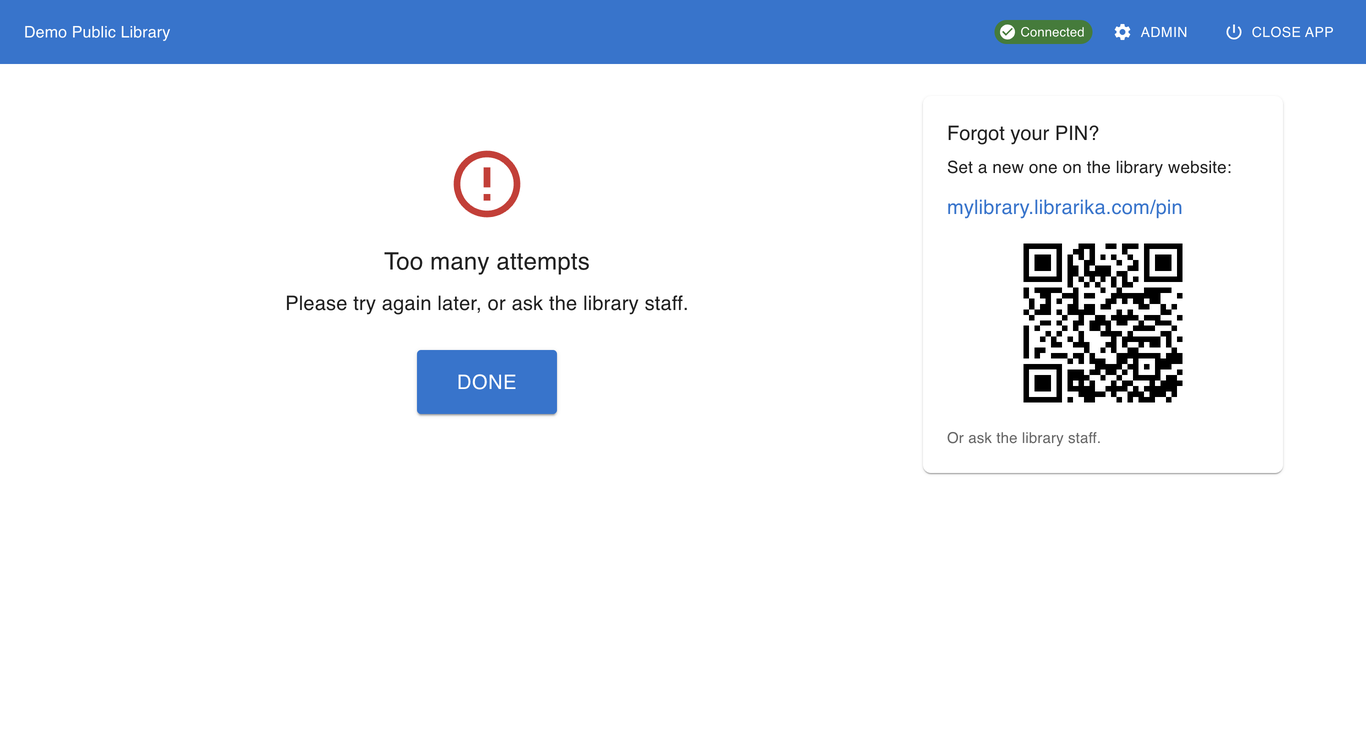 Demo Public Library
Connected
ADMIN
CLOSE APP
Too many attempts
Please try again later, or ask the library staff.
DONE
Forgot your PIN?
Set a new one on the library website:
mylibrary.librarika.com/pin
Or ask the library staff.